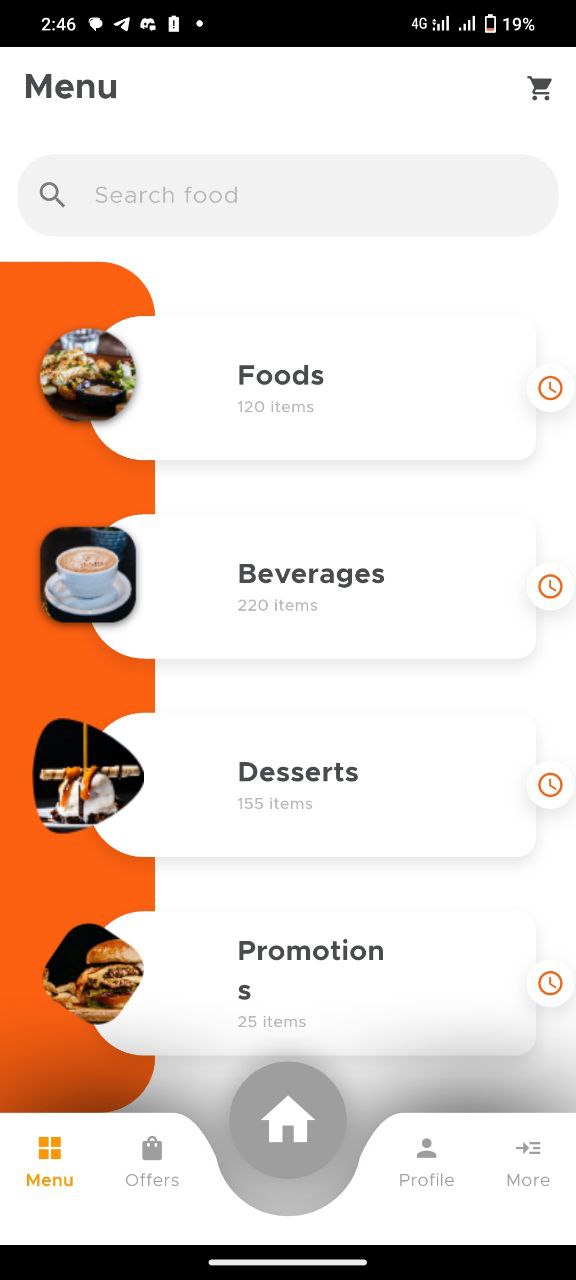 2:46 4G 19%
Menu
Search food
Foods
120 items
Beverages
220 items
Desserts
155 items
Promotion
s
25 items
Menu Offers Profile More